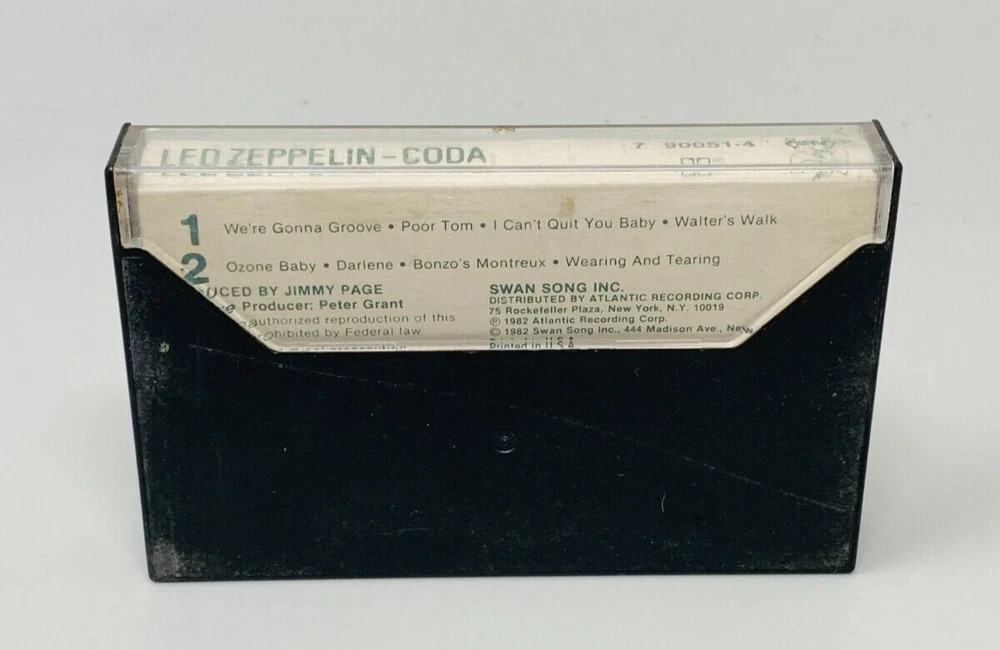 LED ZEPPELIN – CODA 7 90051-4
1 We're Gonna Groove • Poor Tom • I Can't Quit You Baby • Walter's Walk
2 Ozone Baby • Darlene • Bonzo's Montreux • Wearing And Tearing
UCED BY JIMMY PAGE
ve Producer: Peter Grant
nauthorized reproduction of this
ohibited by Federal law
SWAN SONG INC.
DISTRIBUTED BY ATLANTIC RECORDING CORP.
75 Rockefeller Plaza, New York, N.Y. 10019
℗ 1982 Atlantic Recording Corp.
© 1982 Swan Song Inc., 444 Madison Ave., New
Printed in U.S.A.